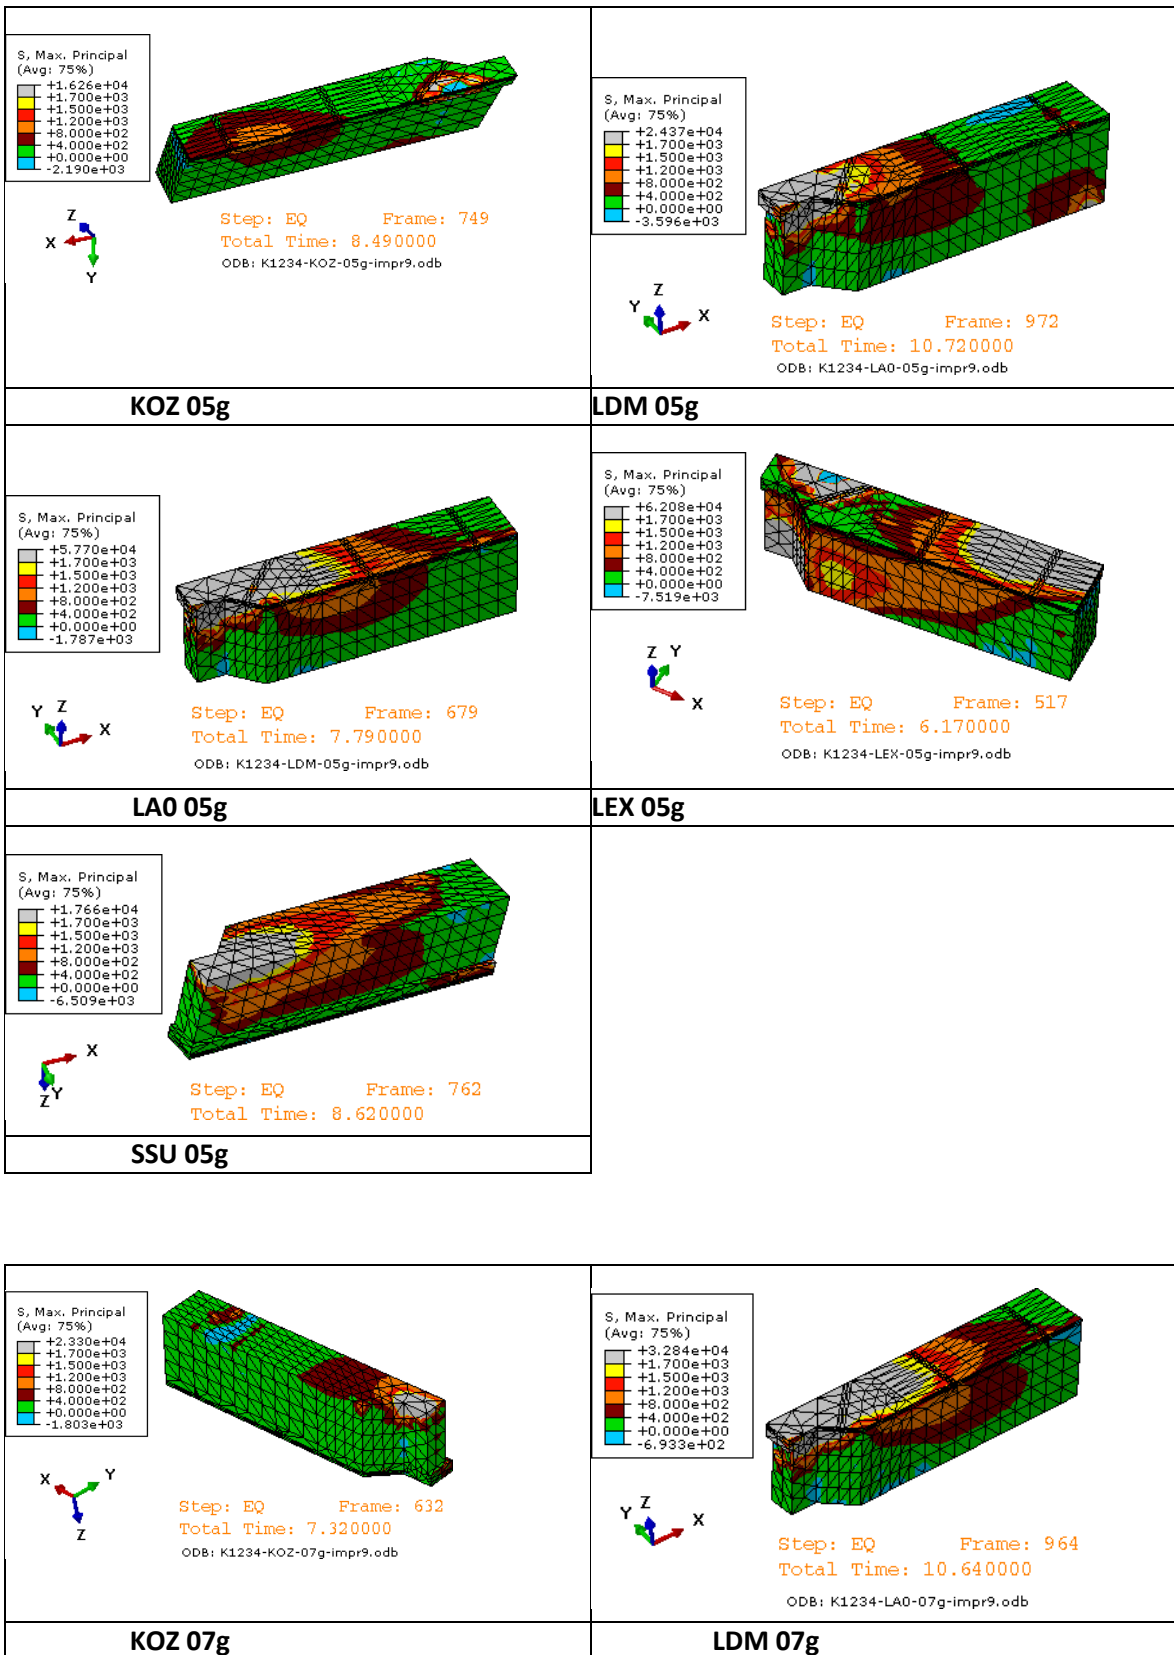 S, Max. Principal
(Avg: 75%)
+1.626e+04
+1.700e+03
+1.500e+03
+1.200e+03
+8.000e+02
+4.000e+02
+0.000e+00
-2.190e+03
Z
X
Y
Step: EQ Frame: 749
Total Time: 8.490000
ODB: K1234-KOZ-05g-impr9.odb
S, Max. Principal
(Avg: 75%)
+2.437e+04
+1.700e+03
+1.500e+03
+1.200e+03
+8.000e+02
+4.000e+02
+0.000e+00
-3.596e+03
Y Z
X
Step: EQ Frame: 972
Total Time: 10.720000
ODB: K1234-LA0-05g-impr9.odb
KOZ 05g
LDM 05g
S, Max. Principal
(Avg: 75%)
+5.770e+04
+1.700e+03
+1.500e+03
+1.200e+03
+8.000e+02
+4.000e+02
+0.000e+00
-1.787e+03
Y Z
X
Step: EQ Frame: 679
Total Time: 7.790000
ODB: K1234-LDM-05g-impr9.odb
S, Max. Principal
(Avg: 75%)
+6.208e+04
+1.700e+03
+1.500e+03
+1.200e+03
+8.000e+02
+4.000e+02
+0.000e+00
-7.519e+03
Z Y
X
Step: EQ Frame: 517
Total Time: 6.170000
ODB: K1234-LEX-05g-impr9.odb
LA0 05g
LEX 05g
S, Max. Principal
(Avg: 75%)
+1.766e+04
+1.700e+03
+1.500e+03
+1.200e+03
+8.000e+02
+4.000e+02
+0.000e+00
-6.509e+03
X
Y
Z
Step: EQ Frame: 762
Total Time: 8.620000
SSU 05g
S, Max. Principal
(Avg: 75%)
+2.330e+04
+1.700e+03
+1.500e+03
+1.200e+03
+8.000e+02
+4.000e+02
+0.000e+00
-1.803e+03
X Y
Z
Step: EQ Frame: 632
Total Time: 7.320000
ODB: K1234-KOZ-07g-impr9.odb
S, Max. Principal
(Avg: 75%)
+3.284e+04
+1.700e+03
+1.500e+03
+1.200e+03
+8.000e+02
+4.000e+02
+0.000e+00
-6.933e+02
Y Z
X
Step: EQ Frame: 964
Total Time: 10.640000
ODB: K1234-LA0-07g-impr9.odb
KOZ 07g
LDM 07g